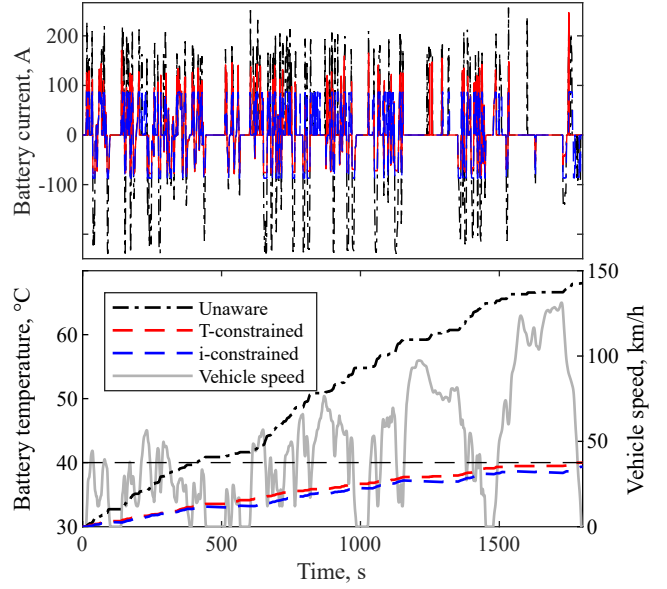 200
100
0
-100
Battery current, A
150
100
50
0
60
50
40
30
Unaware
T-constrained
i-constrained
Vehicle speed
Battery temperature, °C
Vehicle speed, km/h
0
500
1000
1500
Time, s